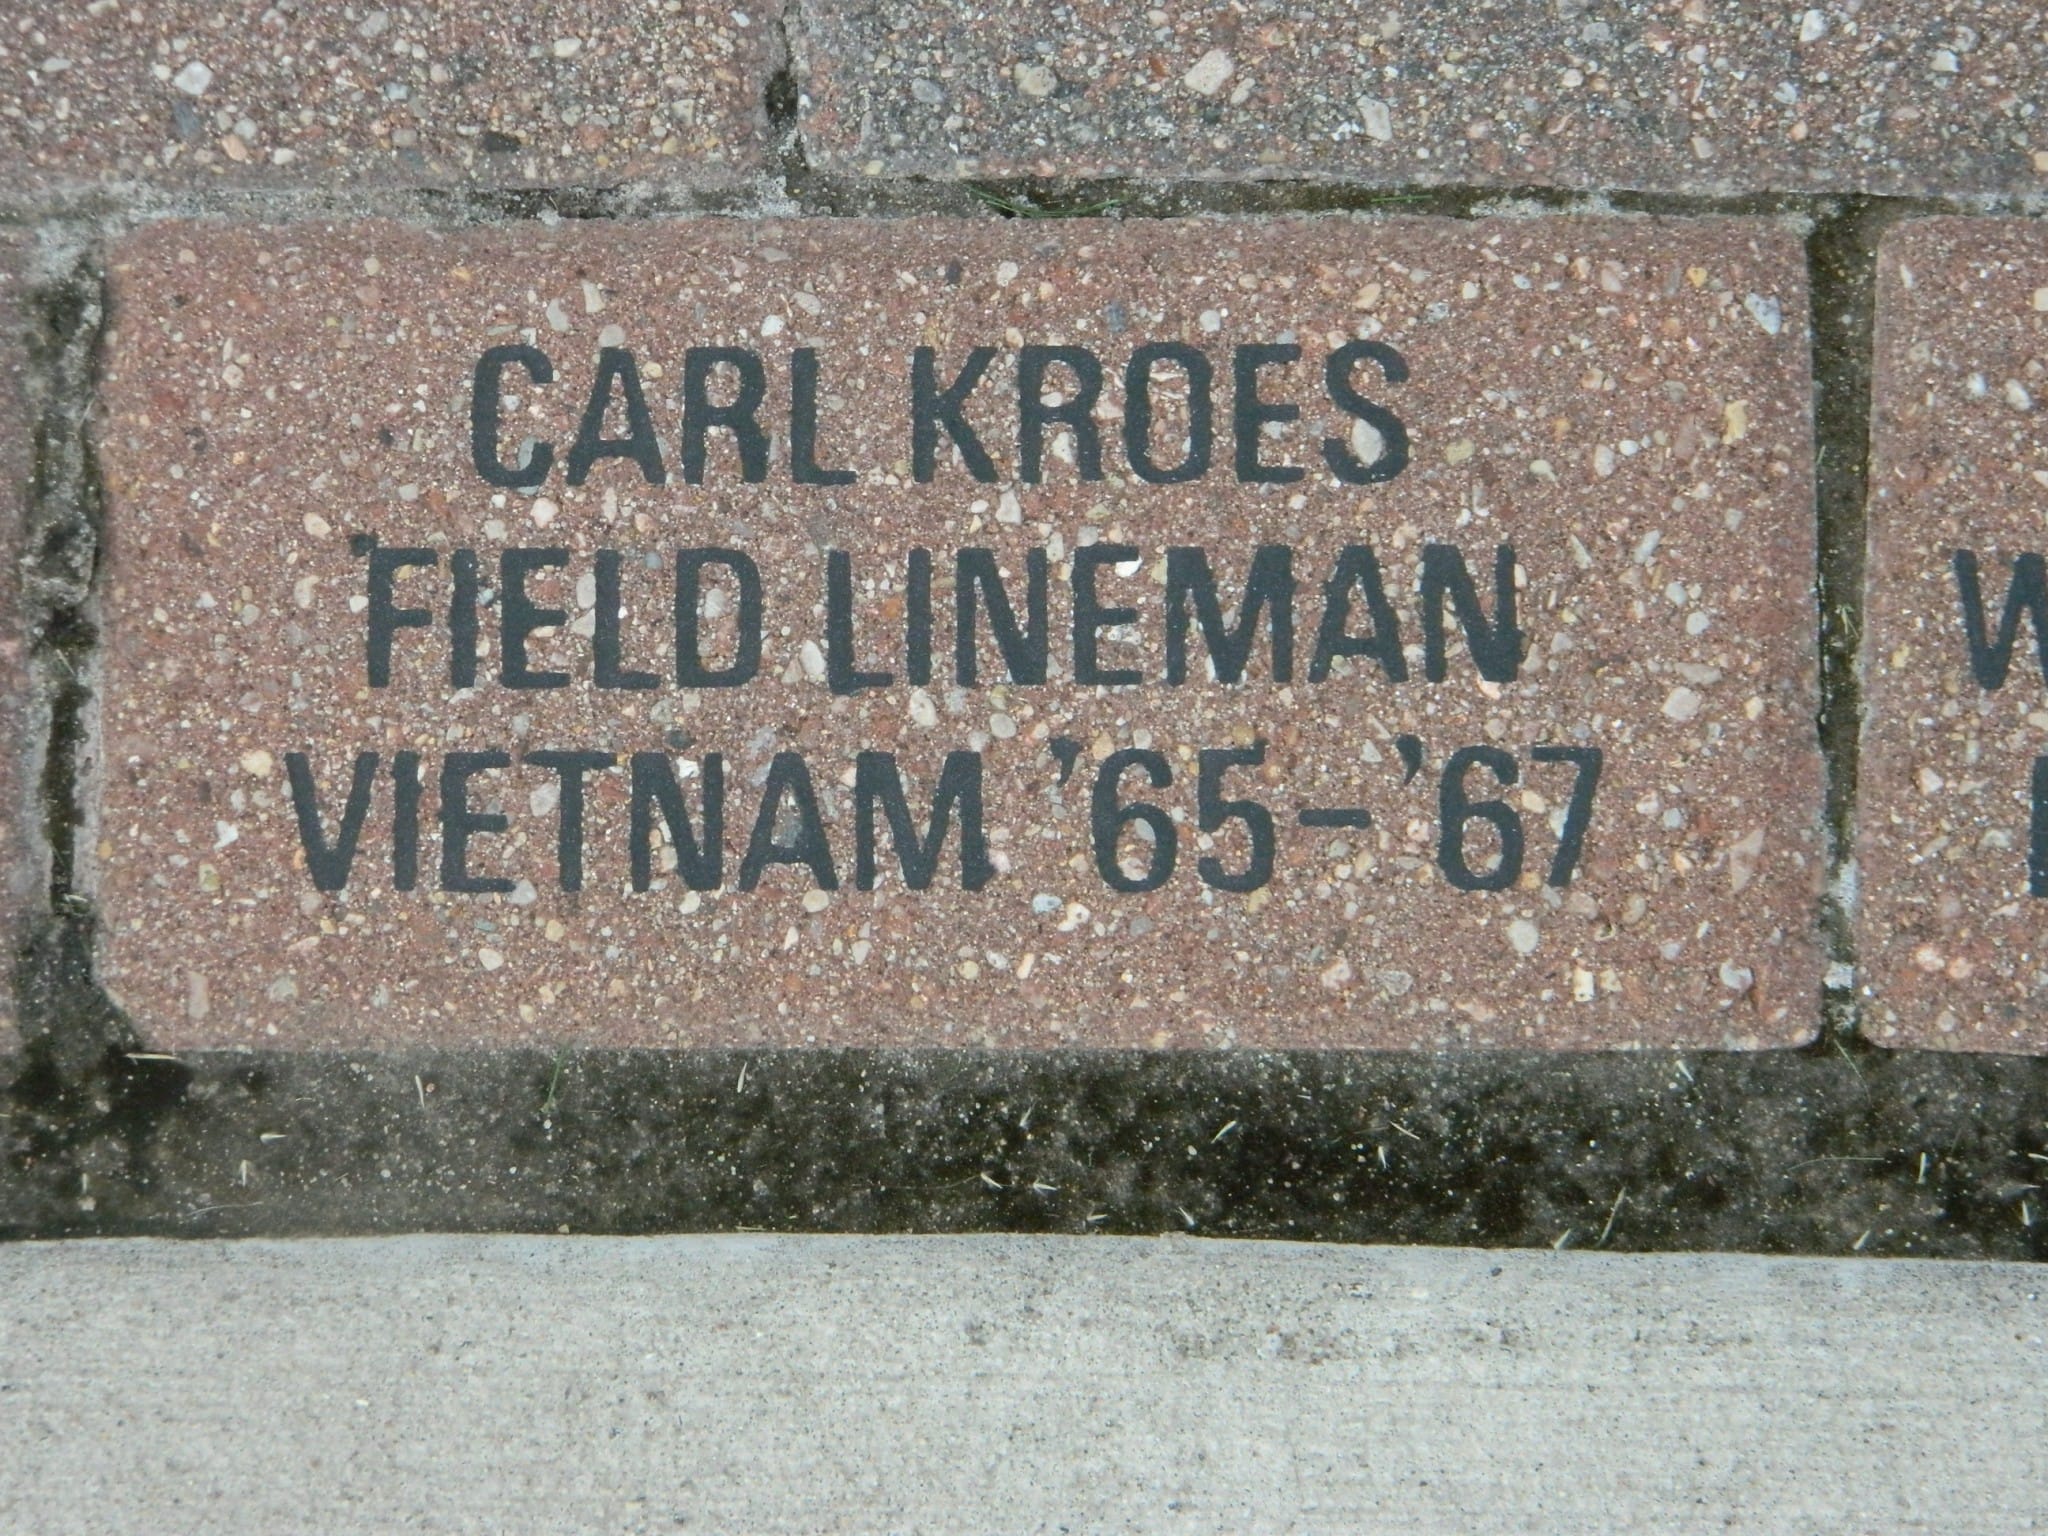 CARL KROES
FIELD LINEMAN
VIETNAM '65-'67